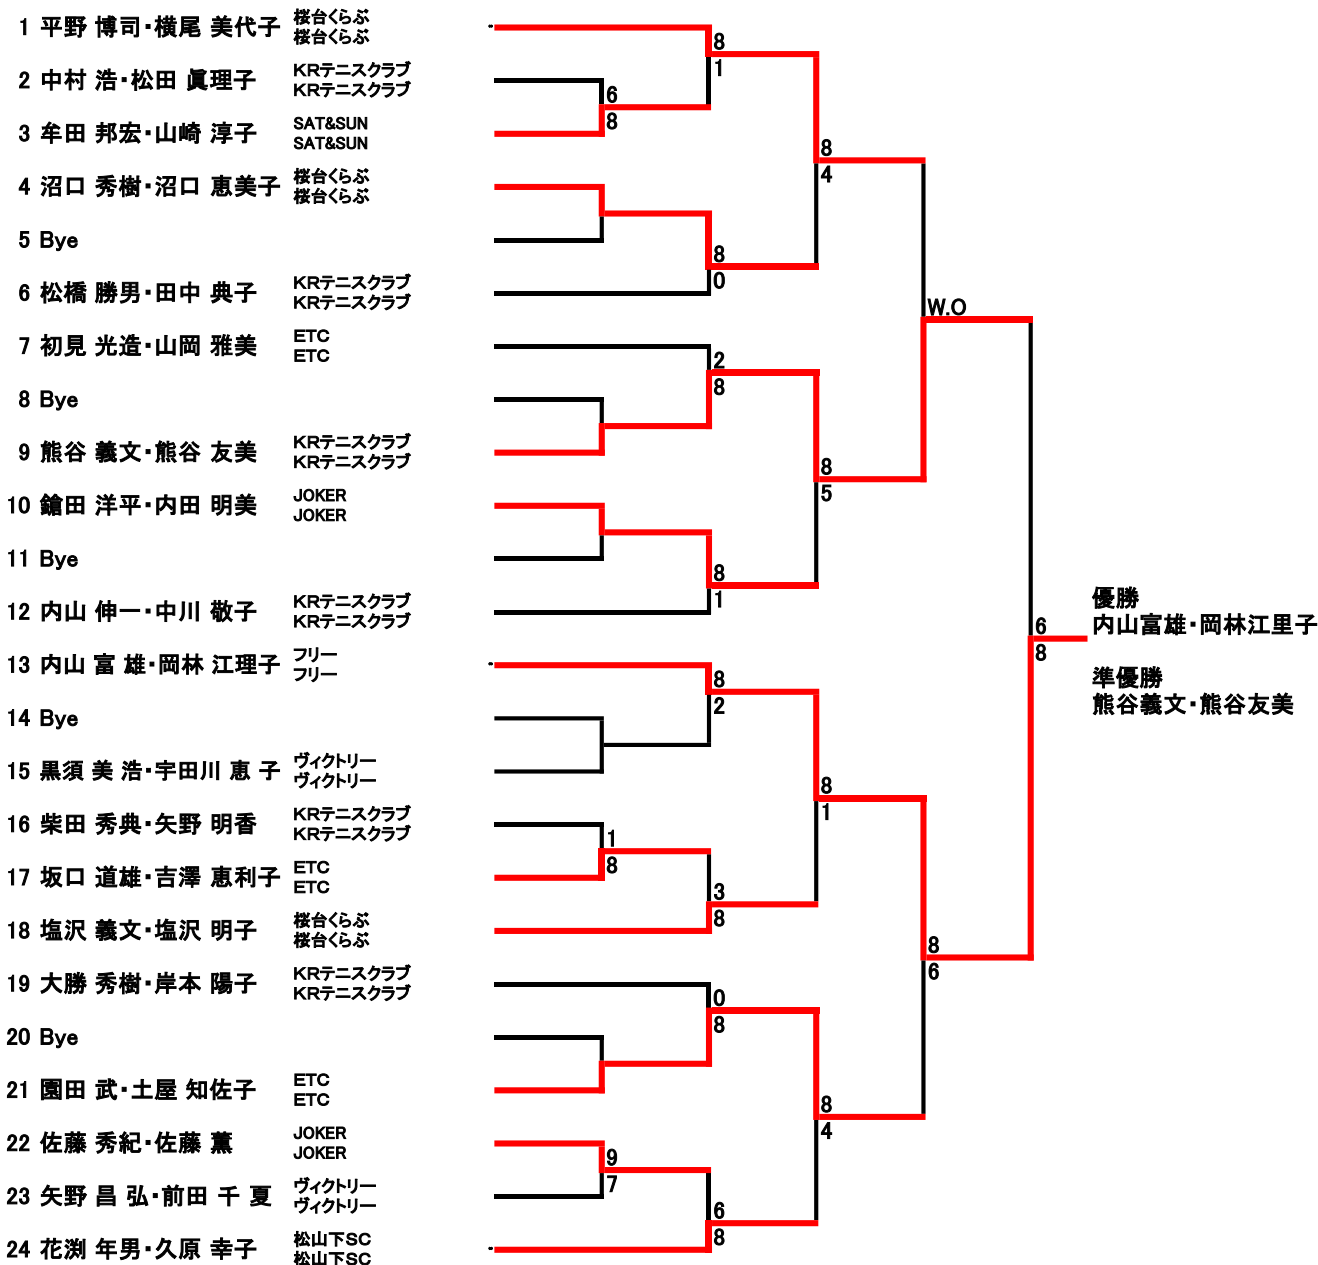 1 平野 博司・横尾 美代子 桜台くらぶ
桜台くらぶ
2 中村 浩・松田 眞理子 KRテニスクラブ
KRテニスクラブ
3 牟田 邦宏・山崎 淳子 SAT&SUN
SAT&SUN
4 沼口 秀樹・沼口 恵美子 桜台くらぶ
桜台くらぶ
5 Bye
6 松橋 勝男・田中 典子 KRテニスクラブ
KRテニスクラブ
7 初見 光造・山岡 雅美 ETC
ETC
8 Bye
9 熊谷 義文・熊谷 友美 KRテニスクラブ
KRテニスクラブ
10 鎗田 洋平・内田 明美 JOKER
JOKER
11 Bye
12 内山 伸一・中川 敬子 KRテニスクラブ
KRテニスクラブ
13 内山 富 雄・岡林 江理子 フリー
フリー
14 Bye
15 黒須 美 浩・宇田川 恵 子 ヴィクトリー
ヴィクトリー
16 柴田 秀典・矢野 明香 KRテニスクラブ
KRテニスクラブ
17 坂口 道雄・吉澤 恵利子 ETC
ETC
18 塩沢 義文・塩沢 明子 桜台くらぶ
桜台くらぶ
19 大勝 秀樹・岸本 陽子 KRテニスクラブ
KRテニスクラブ
20 Bye
21 園田 武・土屋 知佐子 ETC
ETC
22 佐藤 秀紀・佐藤 薫 JOKER
JOKER
23 矢野 昌 弘・前田 千 夏 ヴィクトリー
ヴィクトリー
24 花渕 年男・久原 幸子 松山下SC
松山下SC
6
8
1
8
9
7
8
1
8
0
2
8
8
1
8
2
3
8
0
8
6
8
8
4
8
5
8
1
8
4
W.O
8
6
6
8
優勝
内山富雄・岡林江里子
準優勝
熊谷義文・熊谷友美